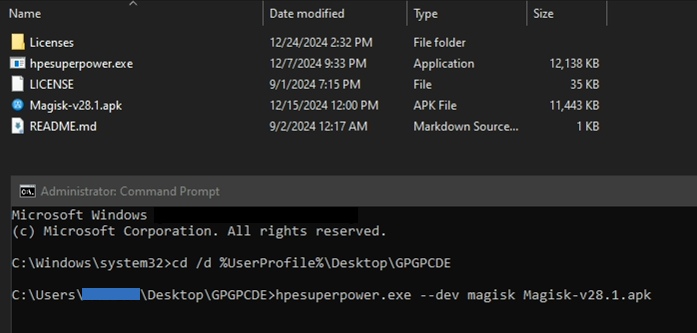 Name Date modified Type Size
Licenses 12/24/2024 2:32 PM File folder
hpesuperpower.exe 12/7/2024 9:33 PM Application 12,138 KB
LICENSE 9/1/2024 7:15 PM File 35 KB
Magisk-v28.1.apk 12/15/2024 12:00 PM APK File 11,443 KB
README.md 9/2/2024 12:17 AM Markdown Source... 1 KB
Administrator: Command Prompt
Microsoft Windows
(c) Microsoft Corporation. All rights reserved.
C:\Windows\system32>cd /d %UserProfile%\Desktop\GPGPCDE
C:\Users\ \Desktop\GPGPCDE>hpesuperpower.exe --dev magisk Magisk-v28.1.apk